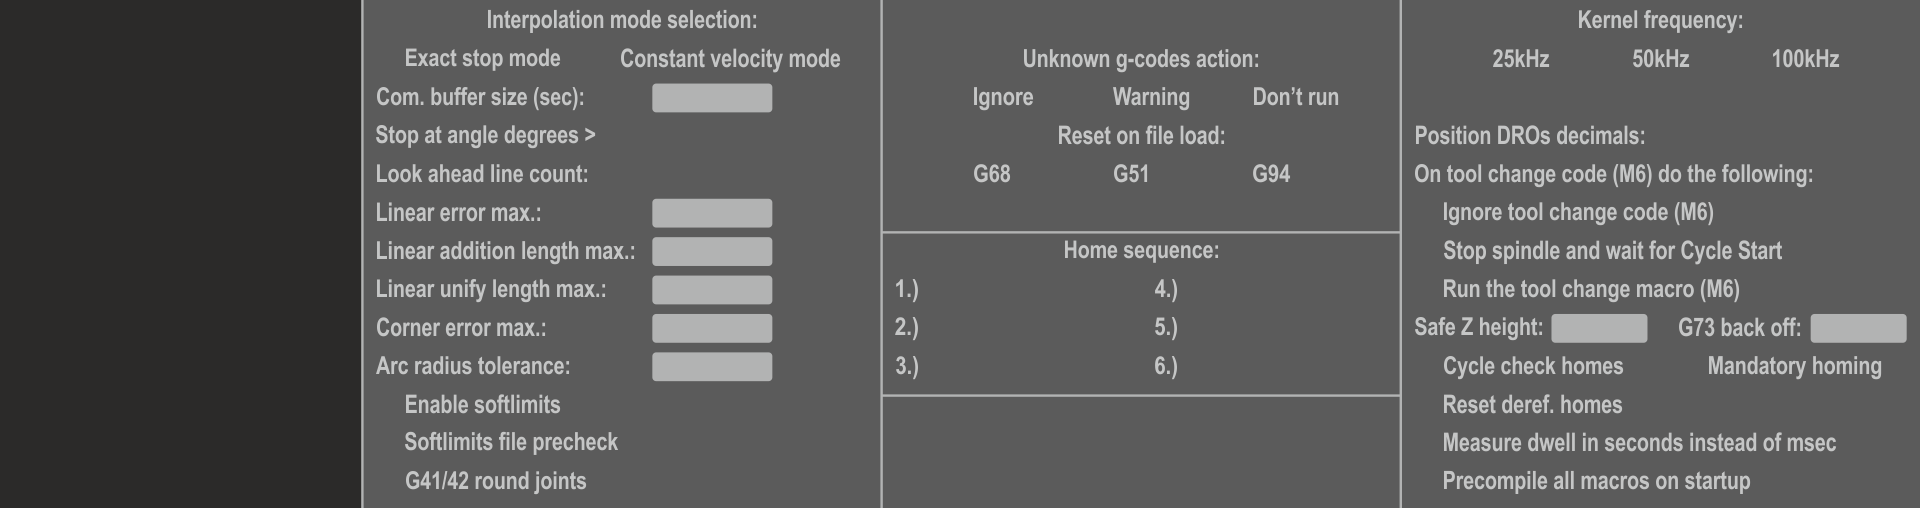 Interpolation mode selection:
Exact stop mode Constant velocity mode
Com. buffer size (sec):
Stop at angle degrees >
Look ahead line count:
Linear error max.:
Linear addition length max.:
Linear unify length max.:
Corner error max.:
Arc radius tolerance:
Enable softlimits
Softlimits file precheck
G41/42 round joints
Unknown g-codes action:
Ignore Warning Don't run
Reset on file load:
G68 G51 G94
Home sequence:
1.) 4.)
2.) 5.)
3.) 6.)
Kernel frequency:
25kHz 50kHz 100kHz
Position DROs decimals:
On tool change code (M6) do the following:
Ignore tool change code (M6)
Stop spindle and wait for Cycle Start
Run the tool change macro (M6)
Safe Z height: G73 back off:
Cycle check homes Mandatory homing
Reset deref. homes
Measure dwell in seconds instead of msec
Precompile all macros on startup